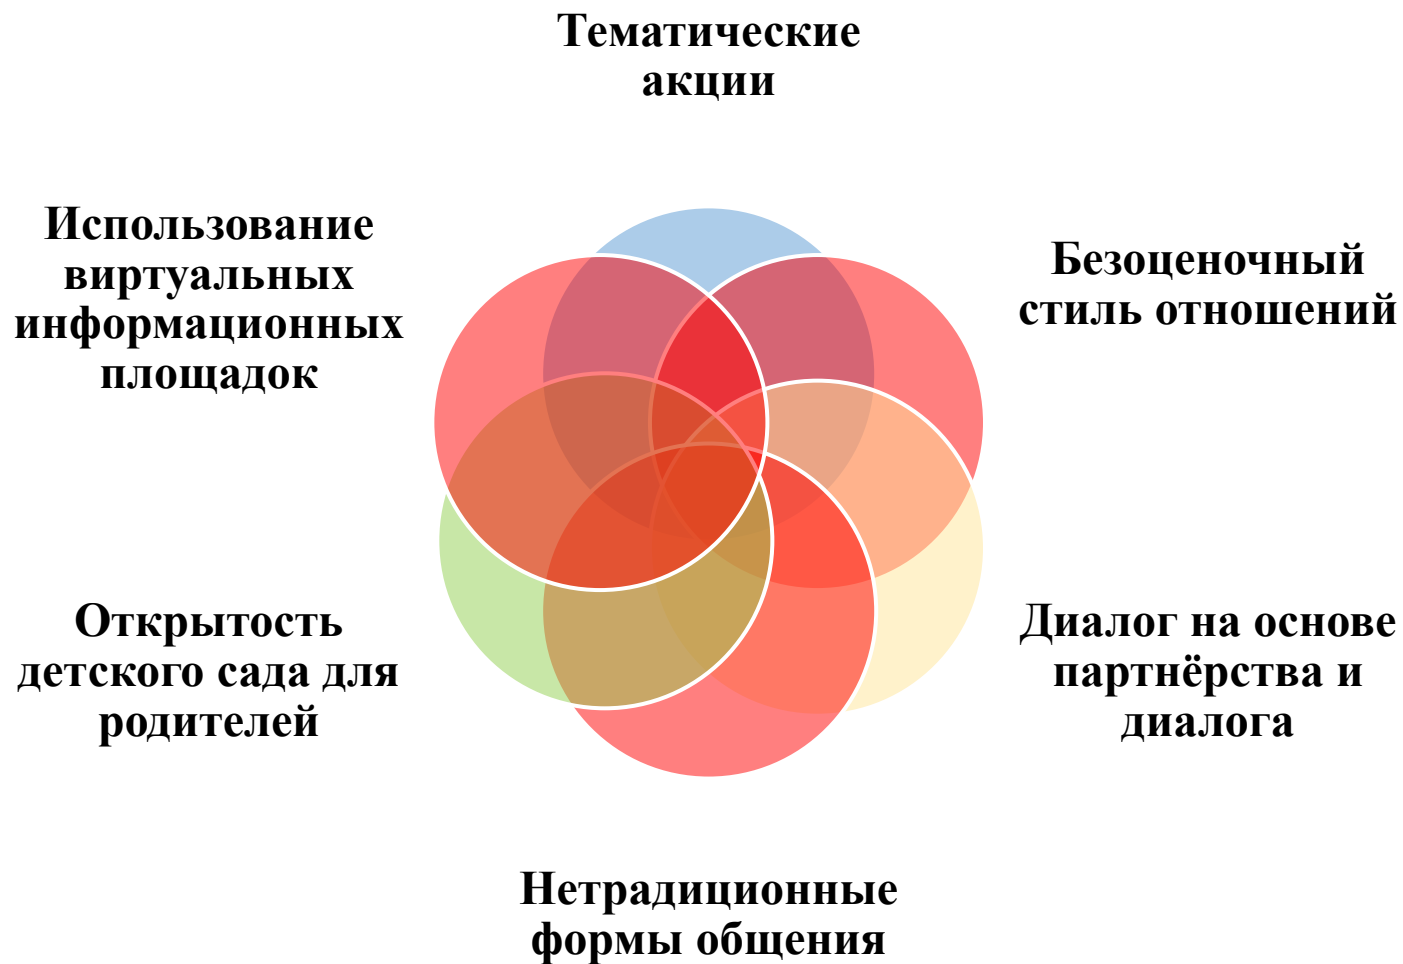 Тематические
акции
Использование
виртуальных
информационных
площадок
Безоценочный
стиль отношений
Открытость
детского сада для
родителей
Диалог на основе
партнёрства и
диалога
Нетрадиционные
формы общения